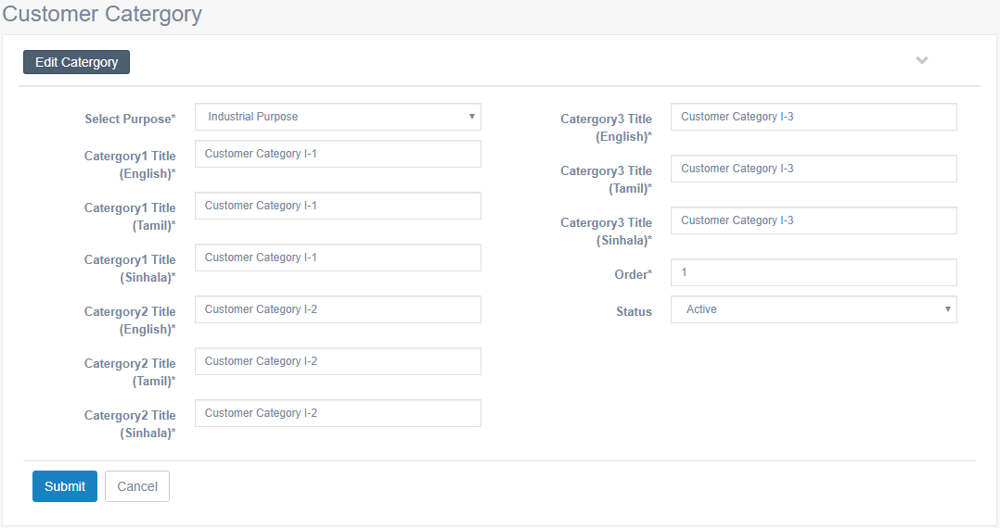 Customer Catergory
Edit Catergory
Select Purpose*
Industrial Purpose
Catergory1 Title
(English)*
Customer Category I-1
Catergory1 Title
(Tamil)*
Customer Category I-1
Catergory1 Title
(Sinhala)*
Customer Category I-1
Catergory2 Title
(English)*
Customer Category I-2
Catergory2 Title
(Tamil)*
Customer Category I-2
Catergory2 Title
(Sinhala)*
Customer Category I-2
Catergory3 Title
(English)*
Customer Category I-3
Catergory3 Title
(Tamil)*
Customer Category I-3
Catergory3 Title
(Sinhala)*
Customer Category I-3
Order*
1
Status
Active
Submit
Cancel